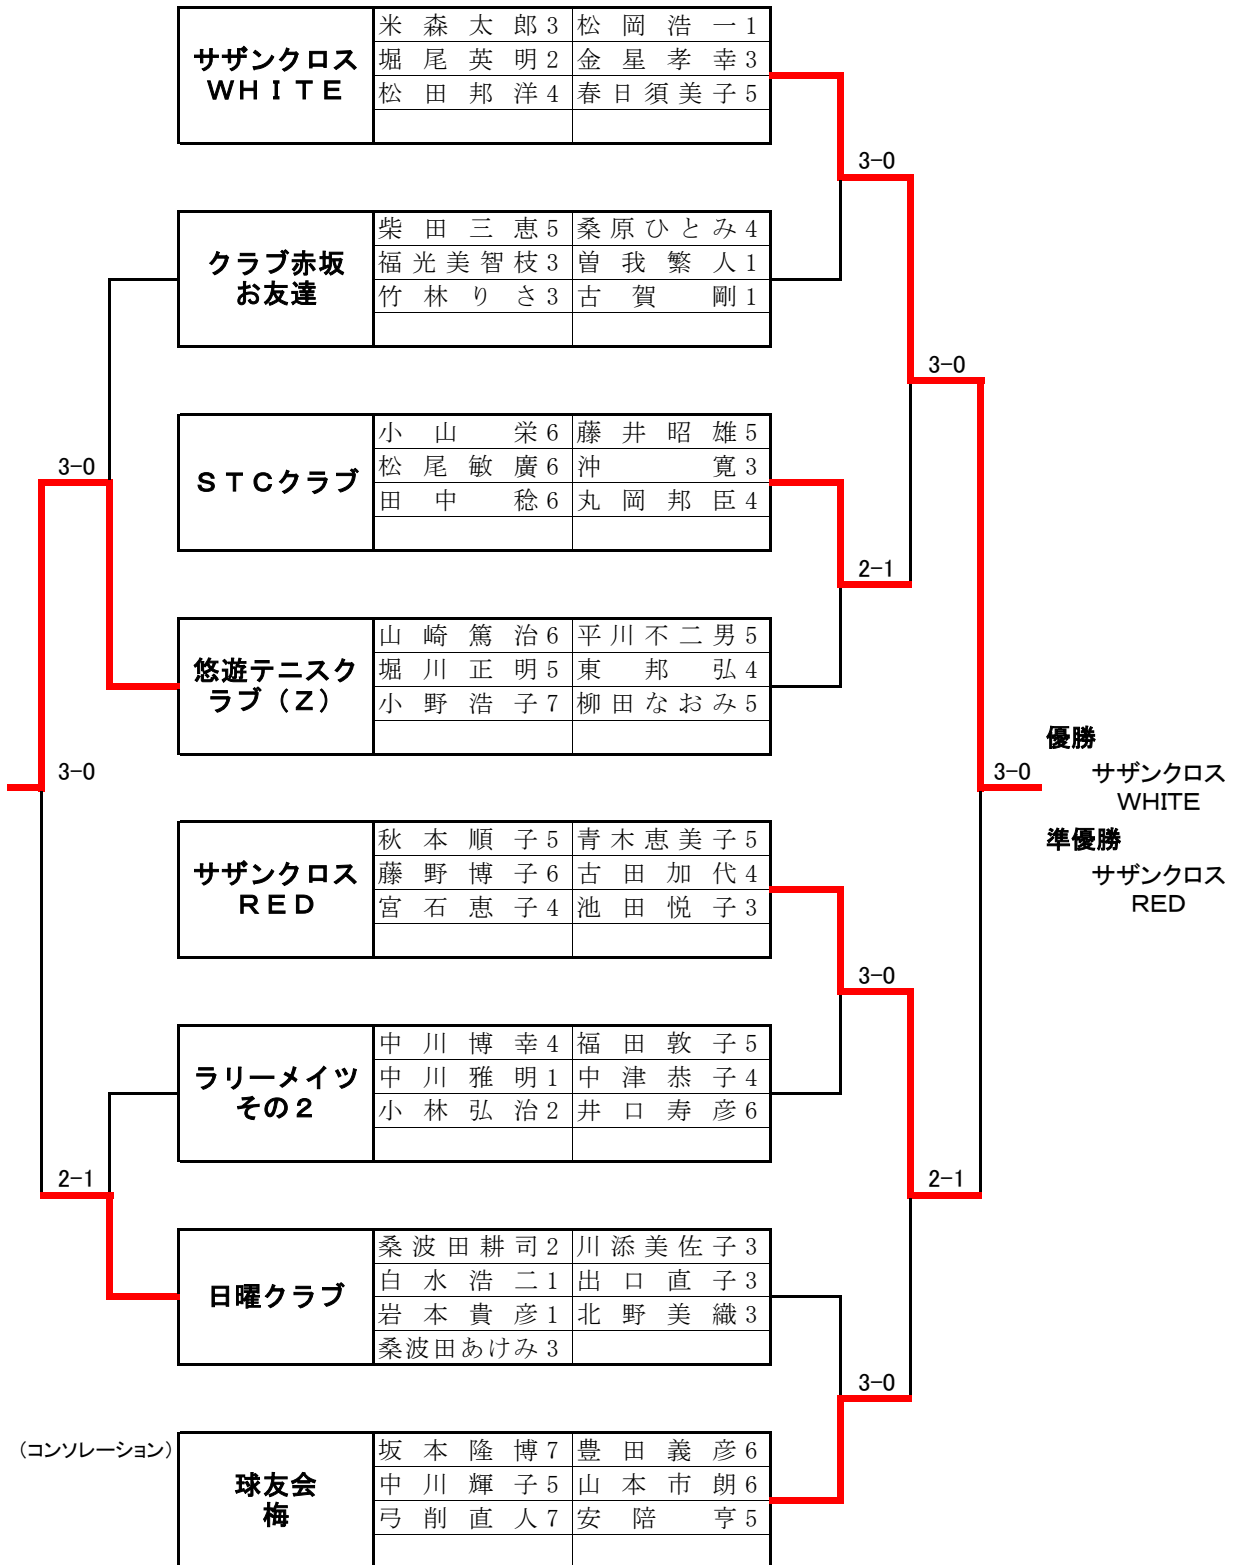 米森太郎3 松岡浩一1
サザンクロス
WHITE
堀尾英明2 金星孝幸3
松田邦洋4 春日須美子5
3-0
柴田三恵5 桑原ひとみ4
クラブ赤坂
お友達
福光美智枝3 曽我繁人1
竹林りさ3 古賀剛1
3-0
小山栄6 藤井昭雄5
3-0
STCクラブ
松尾敏廣6 沖寛3
田中稔6 丸岡邦臣4
2-1
山崎篤治6 平川不二男5
悠遊テニスク
ラブ(Z)
堀川正明5 東邦弘4
小野浩子7 柳田なおみ5
優勝
3-0
3-0
サザンクロス
WHITE
準優勝
サザンクロス
RED
秋本順子5 青木恵美子5
サザンクロス
RED
藤野博子6 古田加代4
宮石恵子4 池田悦子3
3-0
中川博幸4 福田敦子5
ラリーメイツ
その2
中川雅明1 中津恭子4
小林弘治2 井口寿彦6
2-1
2-1
桑波田耕司2 川添美佐子3
日曜クラブ
白水浩二1 出口直子3
岩本貴彦1 北野美織3
桑波田あけみ3
3-0
(コンソレーション)
坂本隆博7 豊田義彦6
球友会
梅
中川輝子5 山本市朗6
弓削直人7 安陪亨5